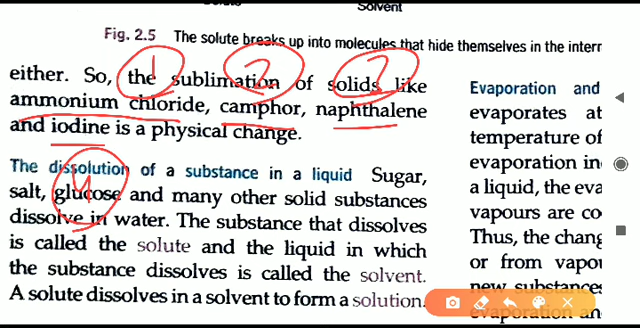 Solvent
Fig. 2.5 The solute breaks up into molecules that hide themselves in the interr
either. So, the sublimation of solids like
ammonium chloride, camphor, naphthalene
and iodine is a physical change.
The dissolution of a substance in a liquid Sugar,
salt, glucose and many other solid substances
dissolve in water. The substance that dissolves
is called the solute and the liquid in which
the substance dissolves is called the solvent.
A solute dissolves in a solvent to form a solution.
1
2
3
4
Evaporation and
evaporates at
temperature of
evaporation in
a liquid, the eva
vapours are co
Thus, the chang
or from vapou
new substances
evaporation an